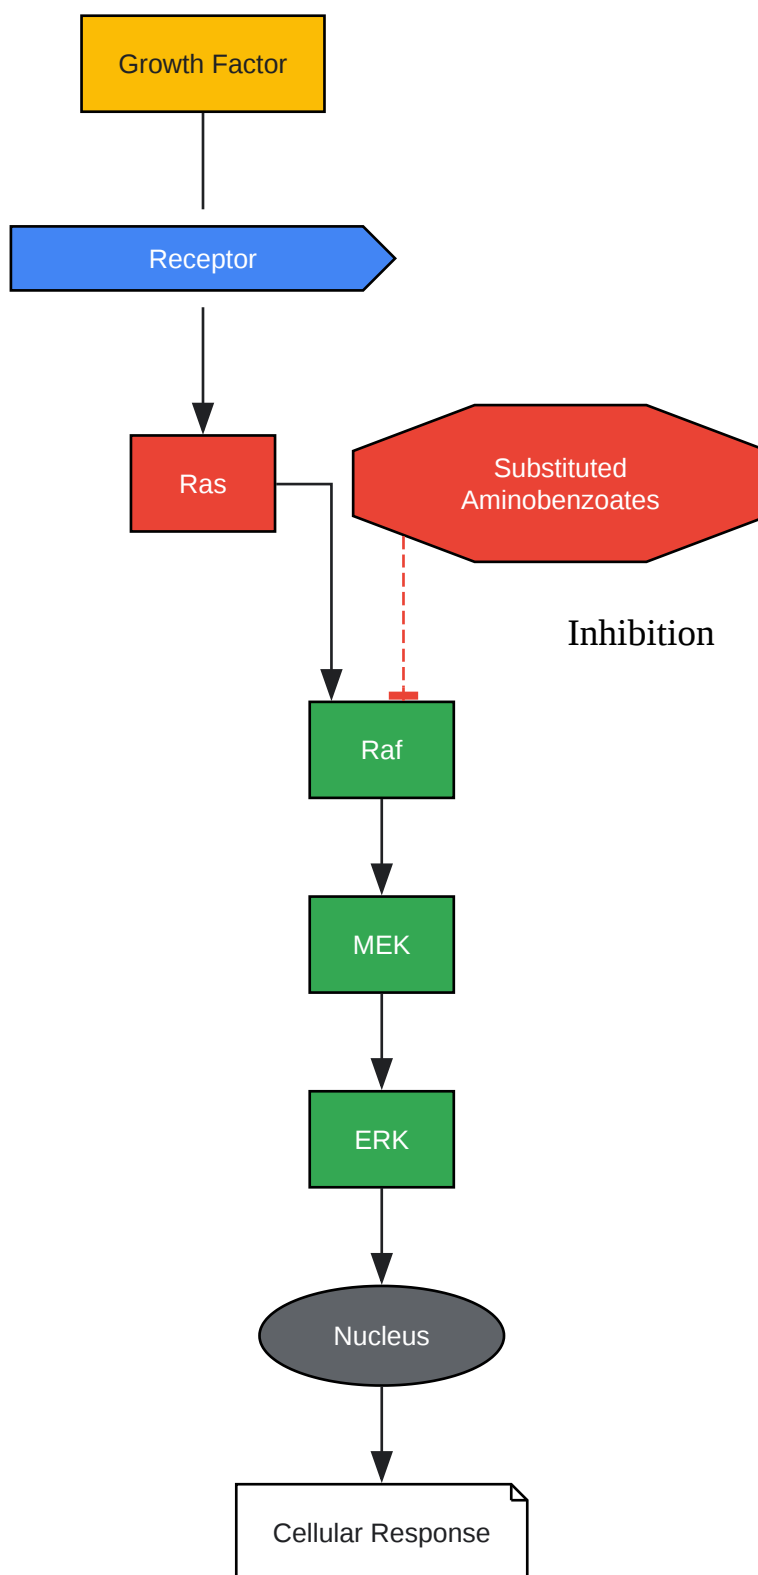 Growth Factor
Receptor
Ras
Substituted
Aminobenzoates
Inhibition
Raf
MEK
ERK
Nucleus
Cellular Response